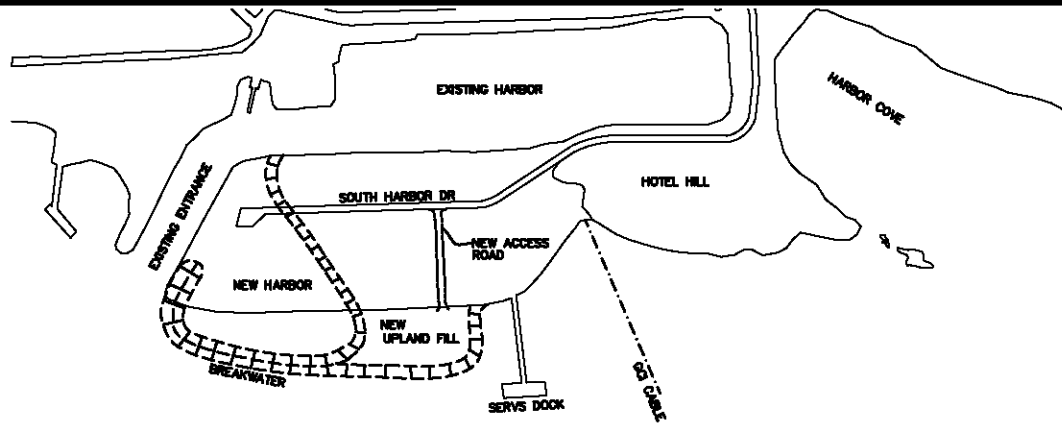 EXISTING HARBOR
HARBOR COVE
HOTEL HILL
EXISTING ENTRANCE
SOUTH HARBOR DR
NEW ACCESS
ROAD
NEW HARBOR
NEW
UPLAND FILL
BREAKWATER
SERVS DOCK
GCI CABLE